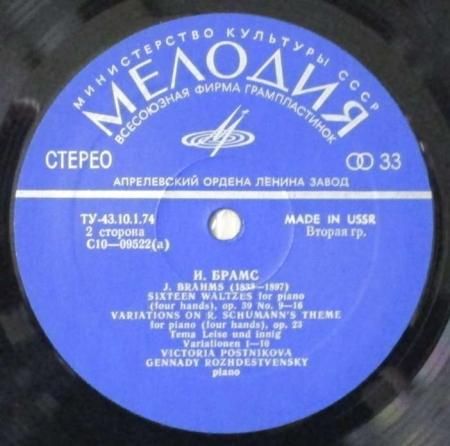 МИНИСТЕРСТВО КУЛЬТУРЫ СССР
МЕЛОДИЯ
ВСЕСОЮЗНАЯ ФИРМА ГРАМПЛАСТИНОК
СТЕРЕО
33
АПРЕЛЕВСКИЙ ОРДЕНА ЛЕНИНА ЗАВОД
ТУ-43.10.1.74
MADE IN USSR
2 сторона
Вторая гр.
С10—09522(а)
И. БРАМС
J. BRAHMS (1833—1897)
SIXTEEN WALTZES for piano
(four hands), op. 39 No. 9—16
VARIATIONS ON R. SCHUMANN'S THEME
for piano (four hands), op. 23
Tema Leise und innig
Variationen 1—10
VICTORIA POSTNIKOVA
GENNADY ROZHDESTVENSKY
piano